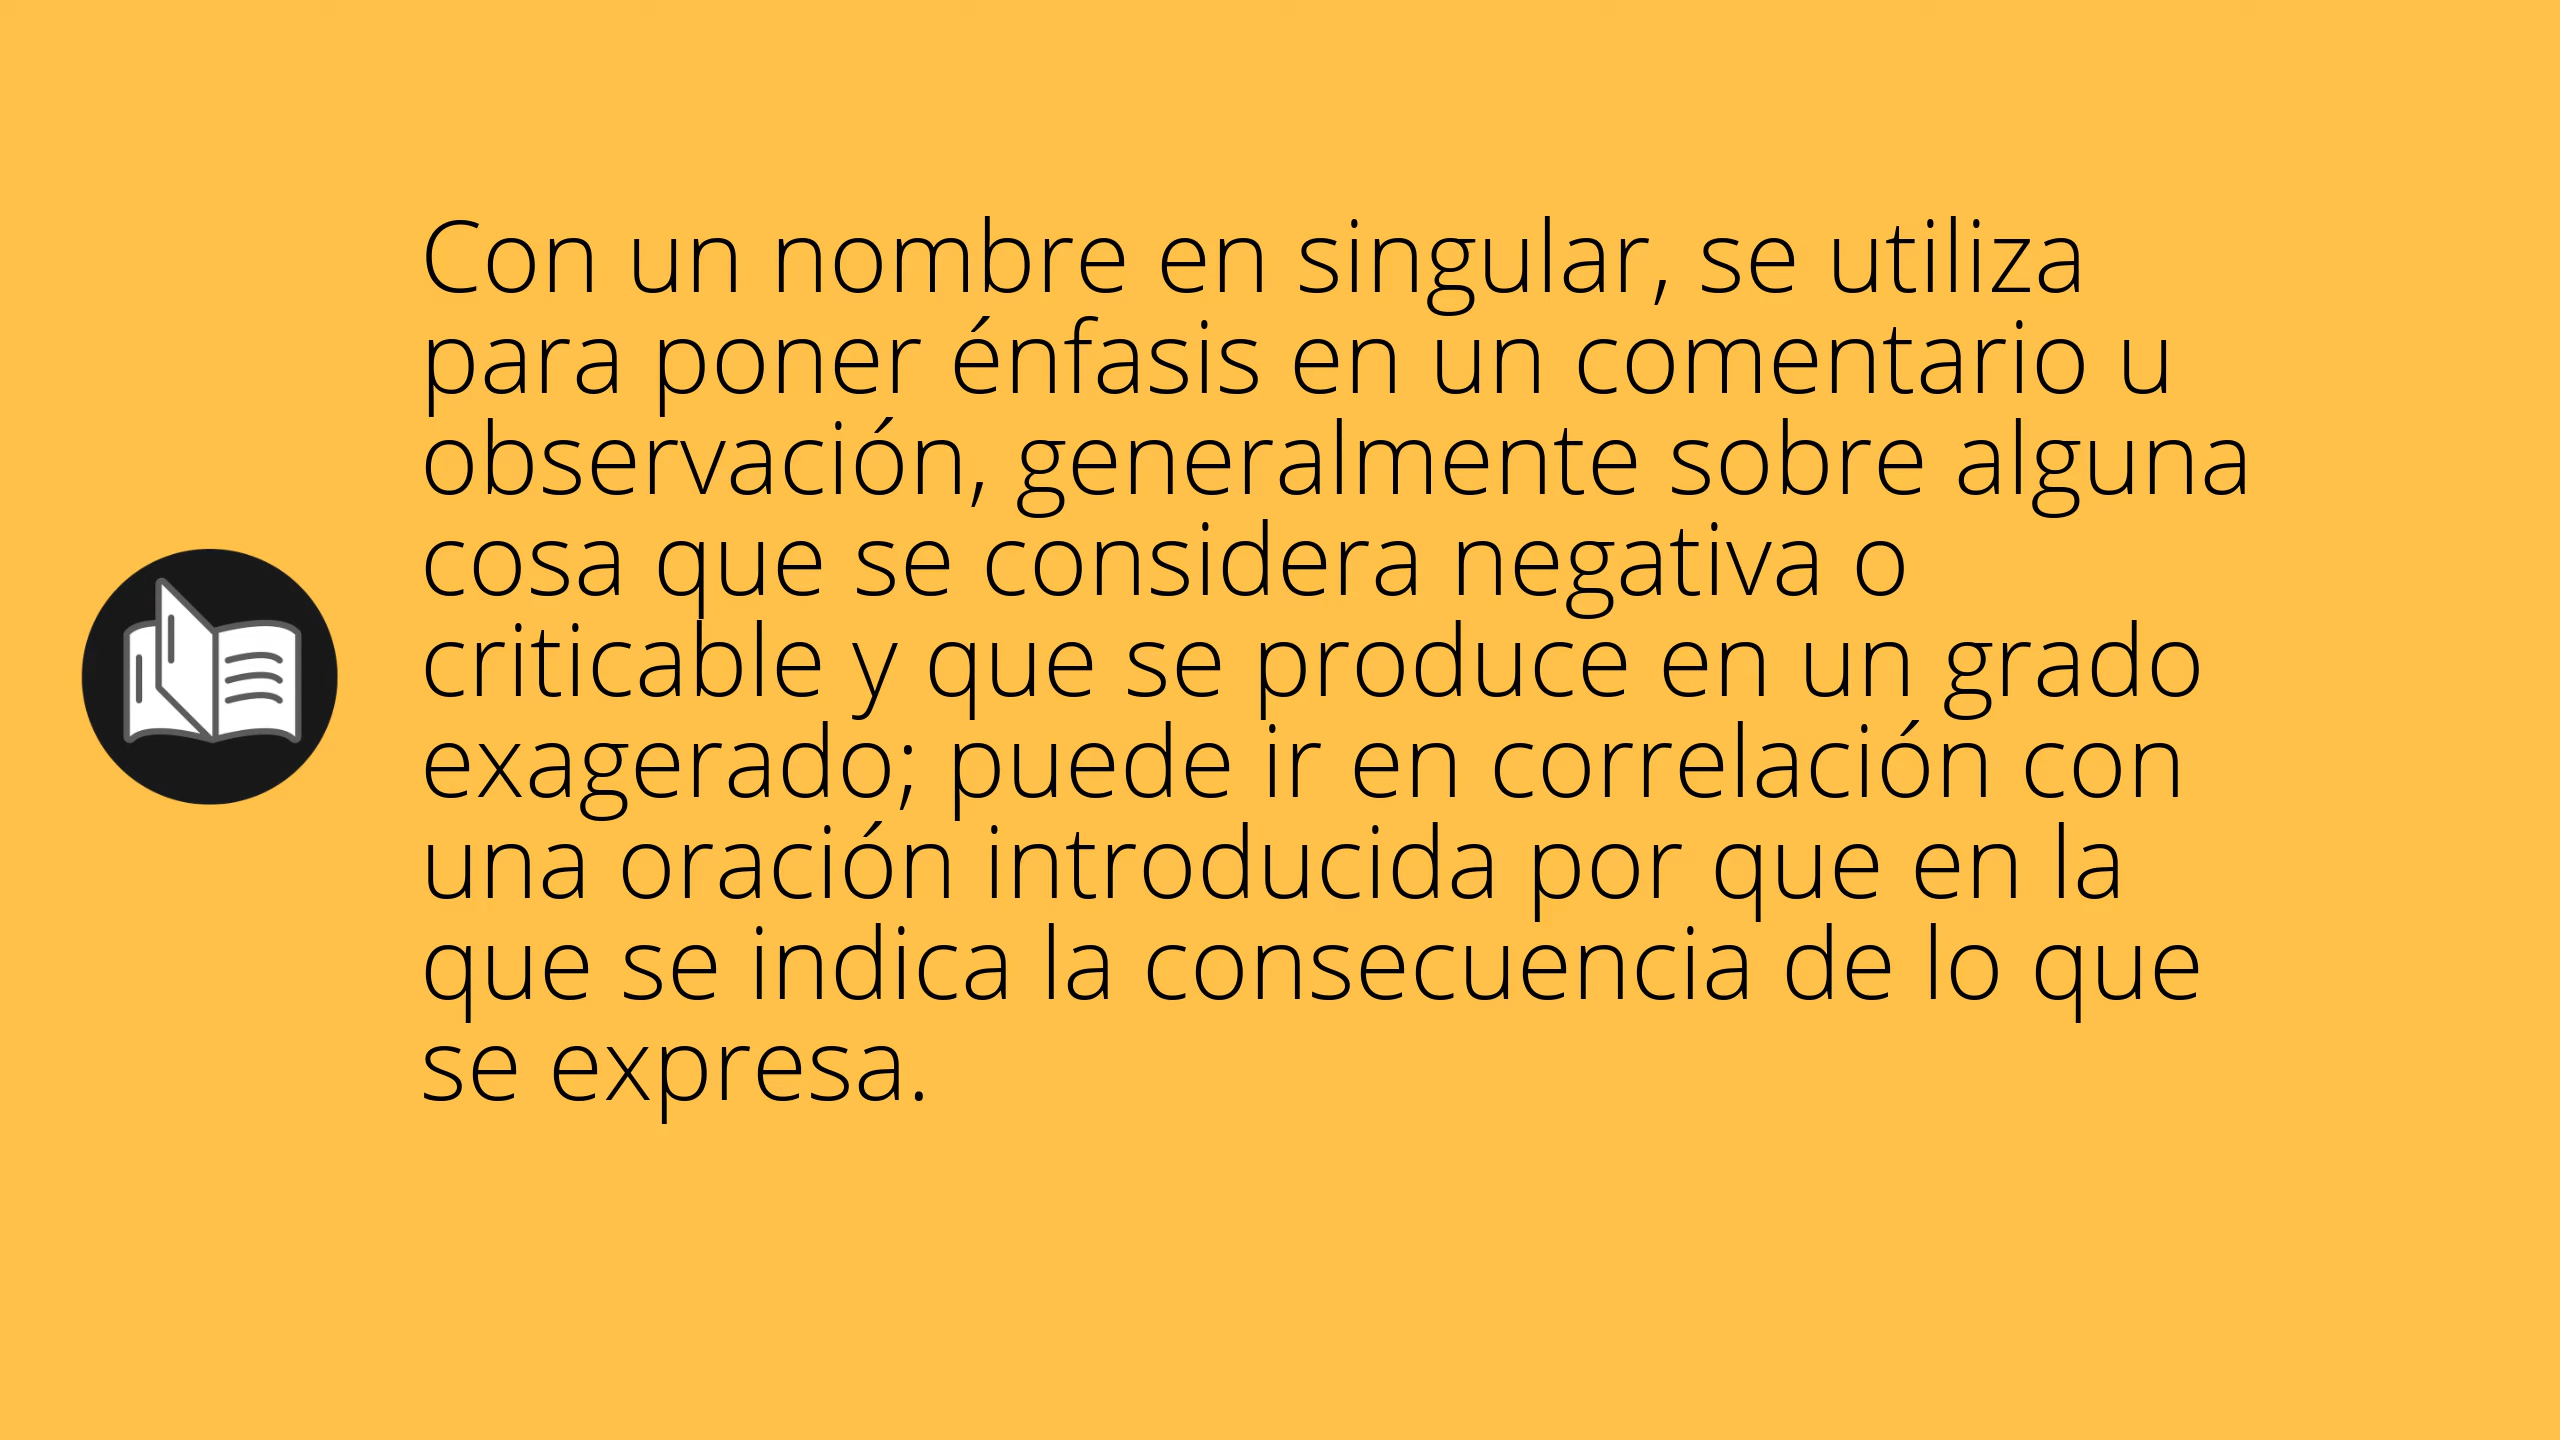 Con un nombre en singular, se utiliza
para poner énfasis en un comentario u
observación, generalmente sobre alguna
cosa que se considera negativa o
criticable y que se produce en un grado
exagerado; puede ir en correlación con
una oración introducida por que en la
que se indica la consecuencia de lo que
se expresa.